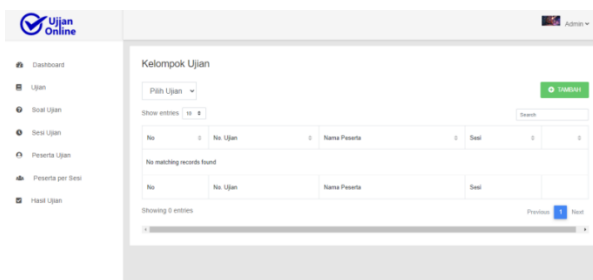 Ujian
Online
Admin
Dashboard
Ujian
Soal Ujian
Sesi Ujian
Peserta Ujian
Peserta per Sesi
Hasil Ujian
Kelompok Ujian
Pilih Ujian
TAMBAH
Show entries 10
Search
No No. Ujian Nama Peserta Sesi
No matching records found
No No. Ujian Nama Peserta Sesi
Showing 0 entries
Previous 1 Next